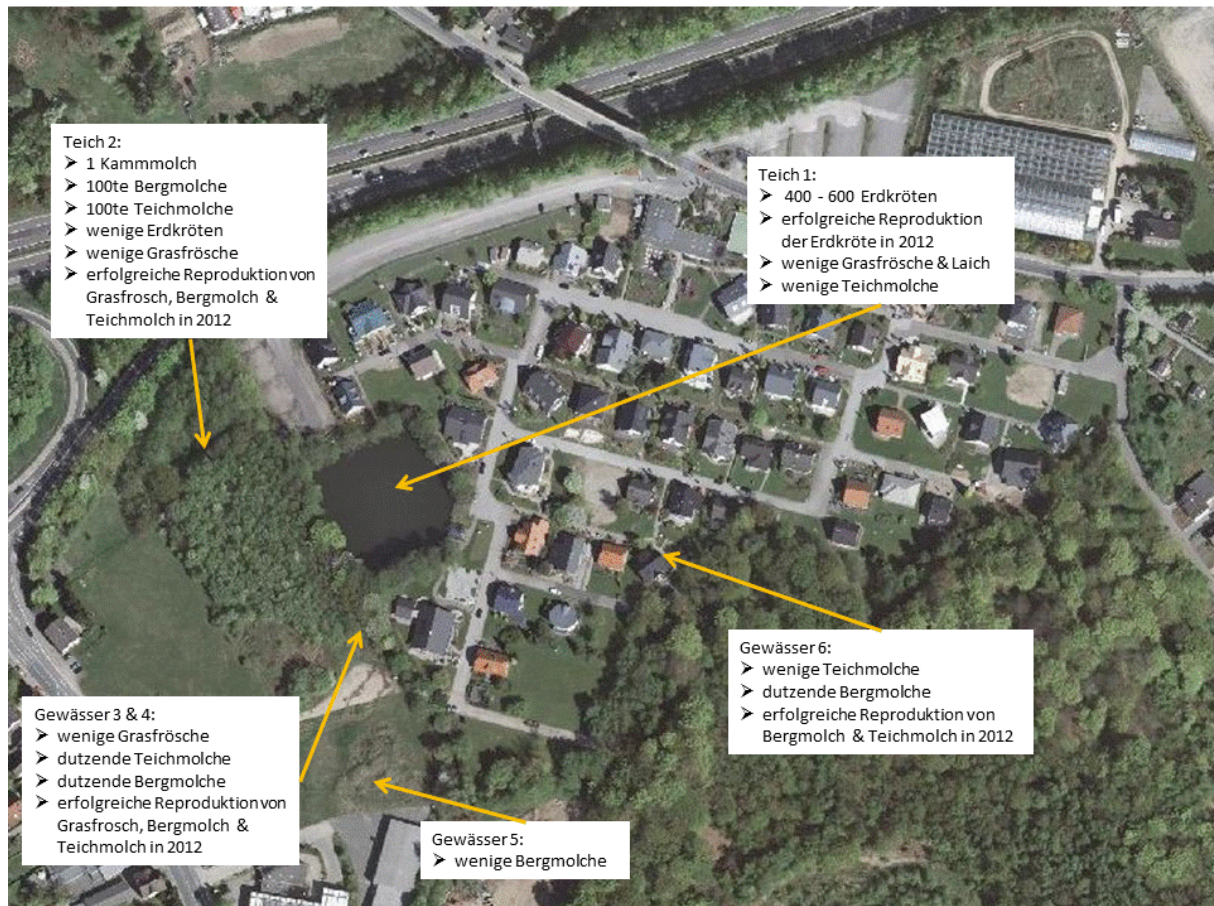 Teich 2:
➢ 1 Kammmolch
➢ 100te Bergmolche
➢ 100te Teichmolche
➢ wenige Erdkröten
➢ wenige Grasfrösche
➢ erfolgreiche Reproduktion von
Grasfrosch, Bergmolch &
Teichmolch in 2012
Teich 1:
➢ 400 - 600 Erdkröten
➢ erfolgreiche Reproduktion
der Erdkröte in 2012
➢ wenige Grasfrösche & Laich
➢ wenige Teichmolche
Gewässer 6:
➢ wenige Teichmolche
➢ dutzende Bergmolche
➢ erfolgreiche Reproduktion von
Bergmolch & Teichmolch in 2012
Gewässer 3 & 4:
➢ wenige Grasfrösche
➢ dutzende Teichmolche
➢ dutzende Bergmolche
➢ erfolgreiche Reproduktion von
Grasfrosch, Bergmolch &
Teichmolch in 2012
Gewässer 5:
➢ wenige Bergmolche